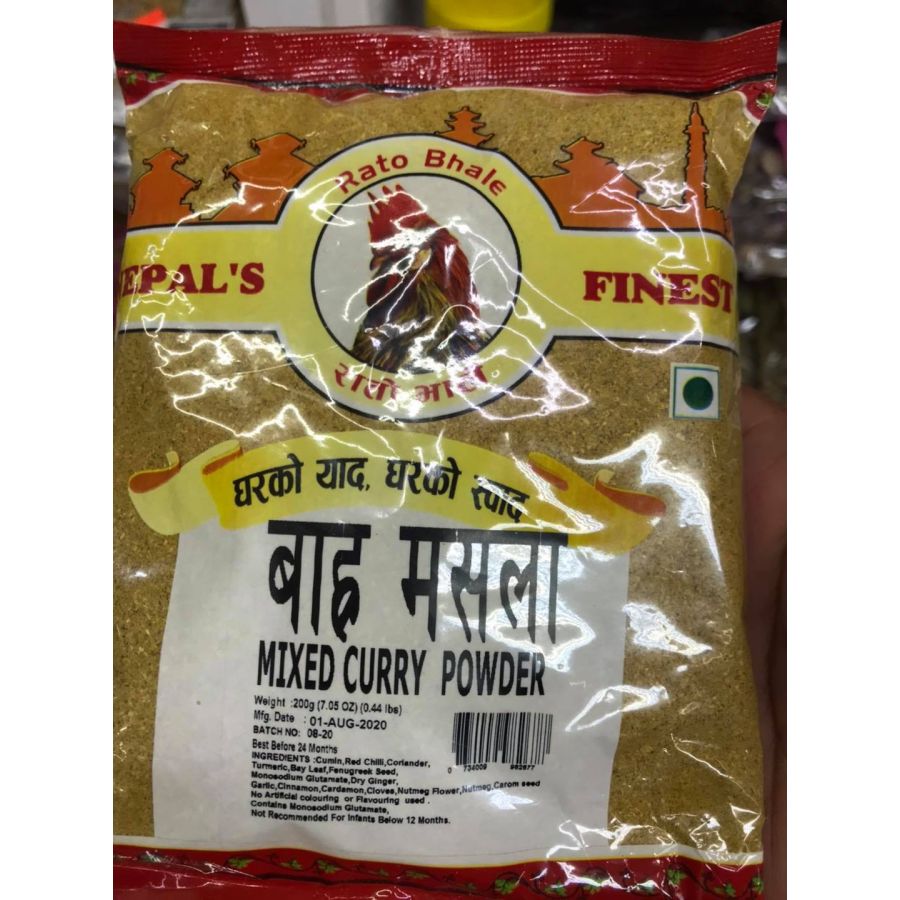 Rato Bhale
EPAL'S
FINEST
रातो भाले
घरको याद, घरको स्वाद
बाह्र मसला
MIXED CURRY POWDER
Weight :200g (7.05 OZ) (0.44 lbs)
Mfg. Date : 01-AUG-2020
BATCH NO: 08-20
Best Before 24 Months
INGREDIENTS :Cumin,Red Chilli,Coriander,
Turmeric,Bay Leaf,Fenugreek Seed,
Monosodium Glutamate,Dry Ginger,
Garlic,Cinnamon,Cardamon,Cloves,Nutmeg Flower,Nutmeg,Carom seed
No Artificial colouring or Flavouring used .
Contains Monosodium Glutamate,
Not Recommended For Infants Below 12 Months.
0 734009 982677